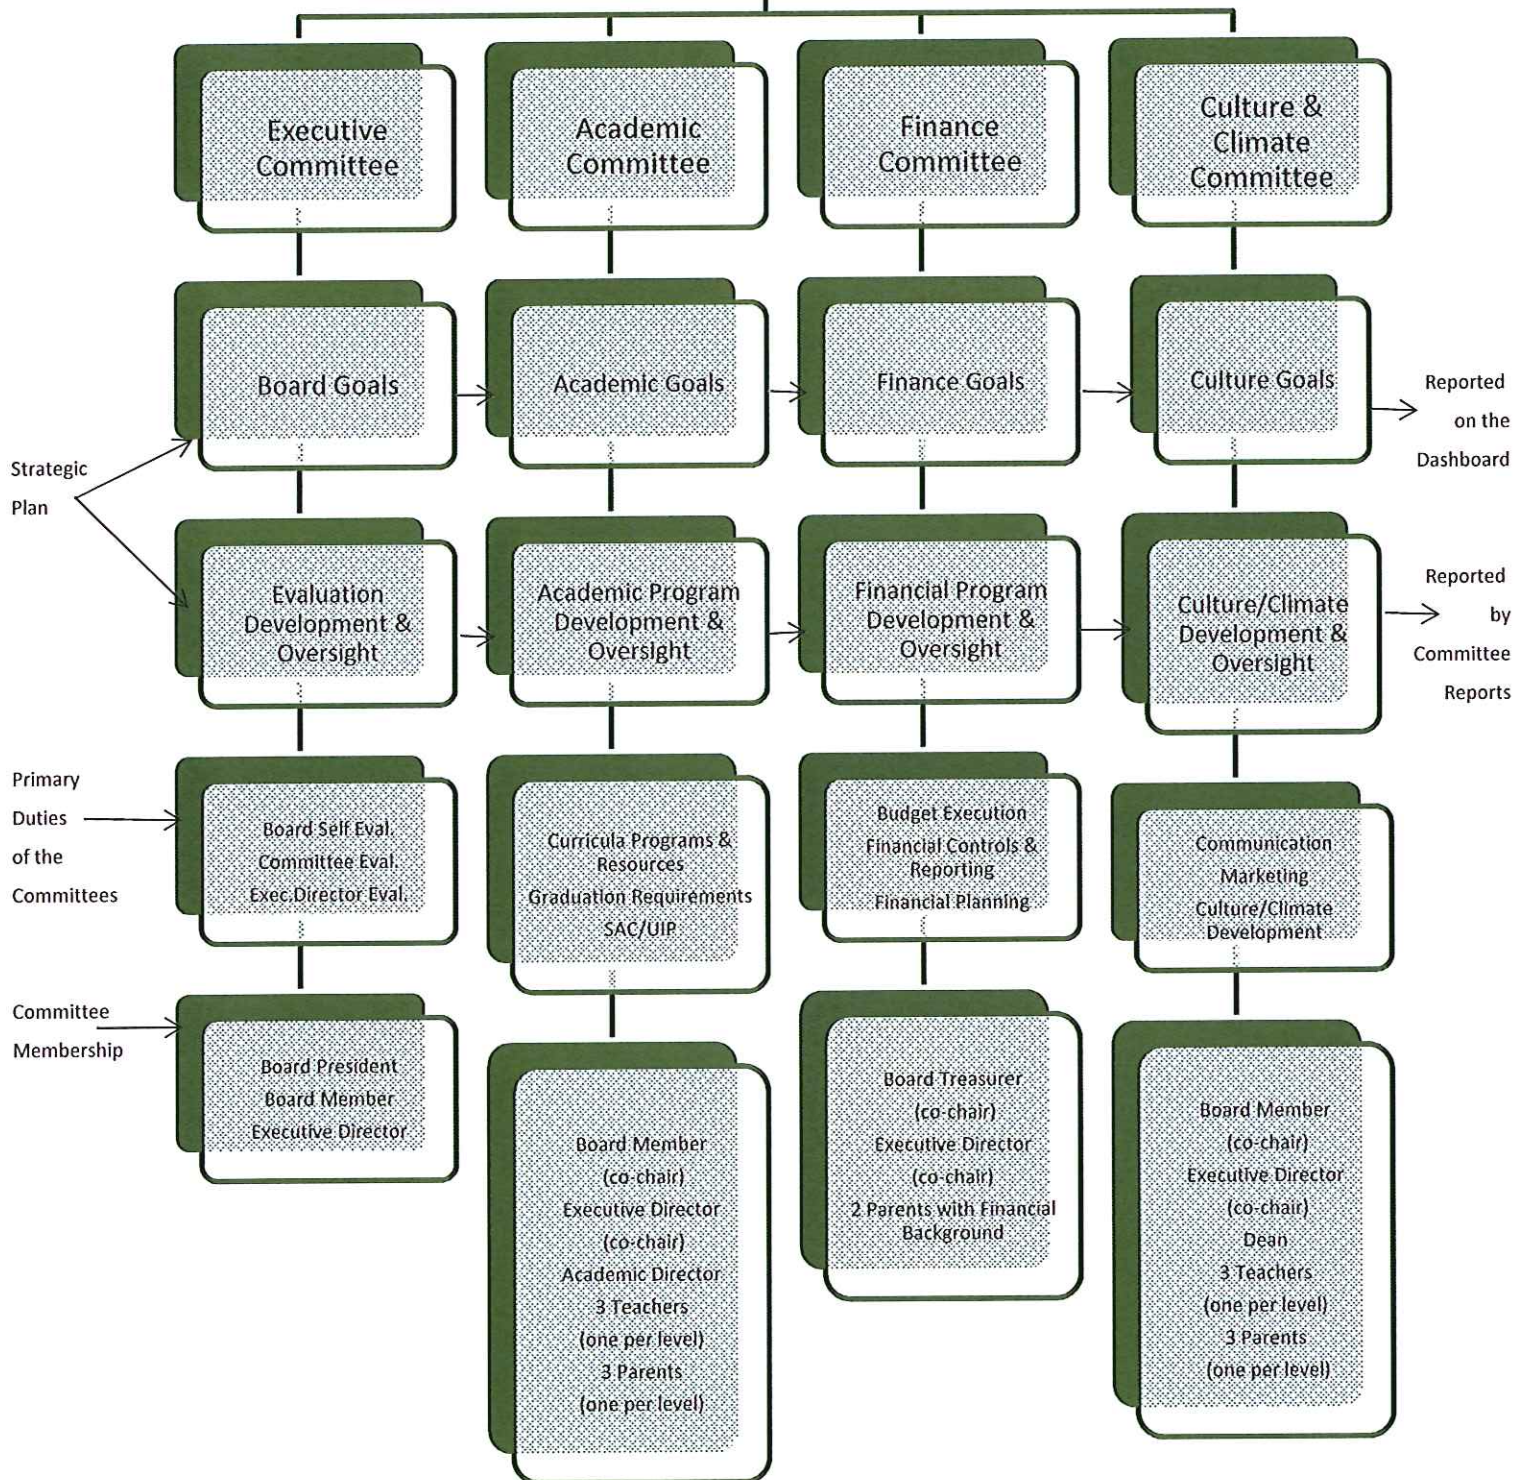 Executive
Committee
Academic
Committee
Finance
Committee
Culture &
Climate
Committee
Board Goals
Academic Goals
Finance Goals
Culture Goals
Reported
on the
Dashboard
Strategic
Plan
Evaluation
Development &
Oversight
Academic Program
Development &
Oversight
Financial Program
Development &
Oversight
Culture/Climate
Development &
Oversight
Reported
by
Committee
Reports
Primary
Duties
of the
Committees
Board Self Eval.
Committee Eval.
Exec.Director Eval.
Curricula Programs &
Resources
Graduation Requirements
SAC/UIP
Budget Execution
Financial Controls &
Reporting
Financial Planning
Communication
Marketing
Culture/Climate
Development
Committee
Membership
Board President
Board Member
Executive Director
Board Member
(co-chair)
Executive Director
(co-chair)
Academic Director
3 Teachers
(one per level)
3 Parents
(one per level)
Board Treasurer
(co-chair)
Executive Director
(co-chair)
2 Parents with Financial
Background
Board Member
(co-chair)
Executive Director
(co-chair)
Dean
3 Teachers
(one per level)
3 Parents
(one per level)